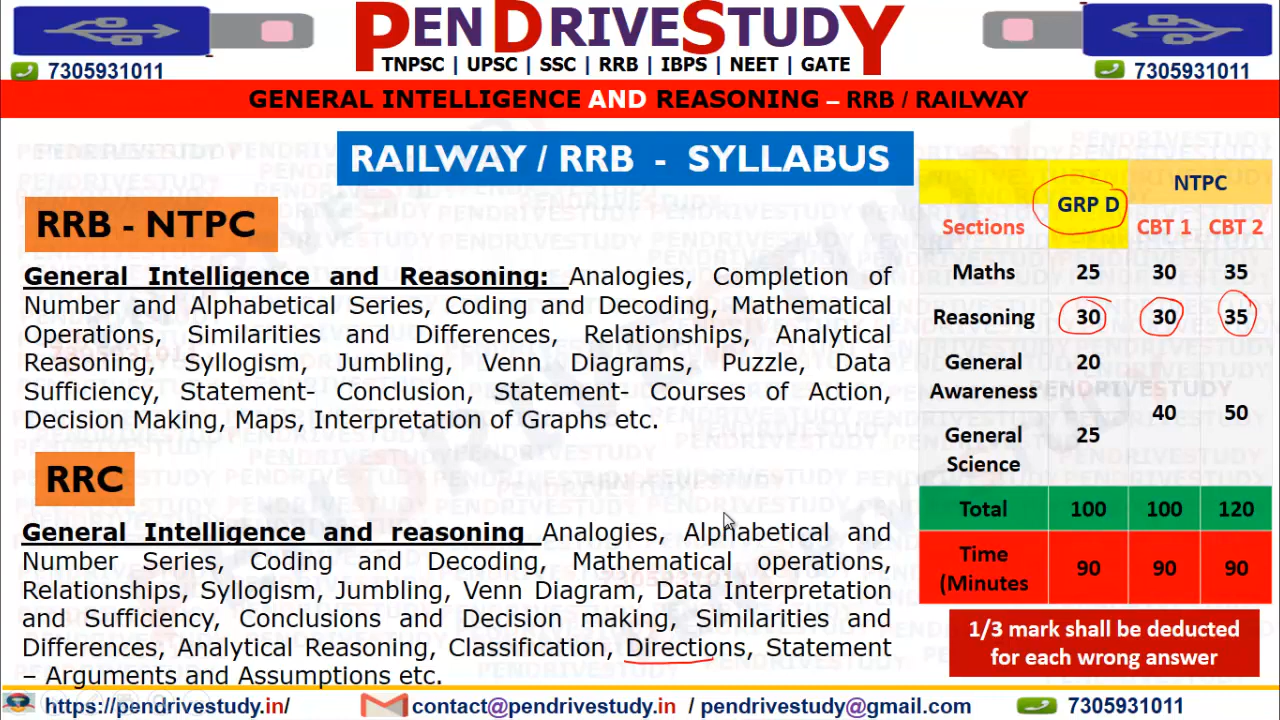 PENDRIVESTUDY
TNPSC | UPSC | SSC | RRB | IBPS | NEET | GATE
7305931011
7305931011
GENERAL INTELLIGENCE AND REASONING – RRB / RAILWAY
RAILWAY / RRB - SYLLABUS
RRB - NTPC
General Intelligence and Reasoning: Analogies, Completion of
Number and Alphabetical Series, Coding and Decoding, Mathematical
Operations, Similarities and Differences, Relationships, Analytical
Reasoning, Syllogism, Jumbling, Venn Diagrams, Puzzle, Data
Sufficiency, Statement- Conclusion, Statement- Courses of Action,
Decision Making, Maps, Interpretation of Graphs etc.
RRC
General Intelligence and reasoning Analogies, Alphabetical and
Number Series, Coding and Decoding, Mathematical operations,
Relationships, Syllogism, Jumbling, Venn Diagram, Data Interpretation
and Sufficiency, Conclusions and Decision making, Similarities and
Differences, Analytical Reasoning, Classification, Directions, Statement
– Arguments and Assumptions etc.
NTPC
Sections GRP D CBT 1 CBT 2
Maths 25 30 35
Reasoning 30 30 35
General Awareness 20
40 50
General Science 25
Total 100 100 120
Time (Minutes 90 90 90
1/3 mark shall be deducted
for each wrong answer
https://pendrivestudy.in/ contact@pendrivestudy.in / pendrivestudy@gmail.com 7305931011